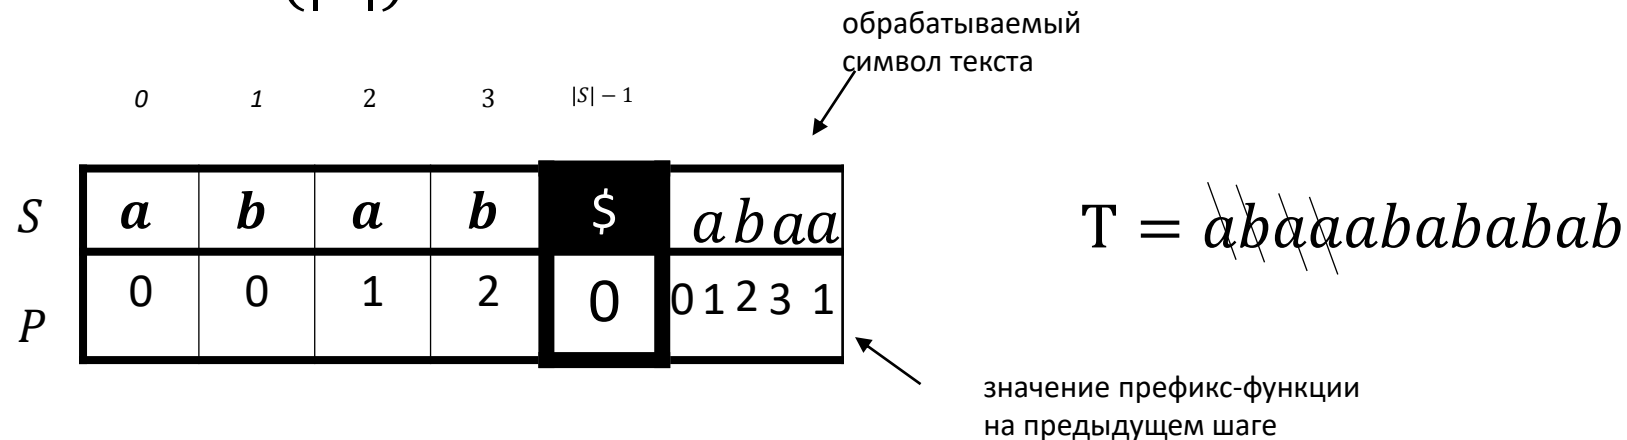 обрабатываемый
символ текста
0 1 2 3 |S| − 1
S a b a b $ a b a a
T = abaaabababab
P 0 0 1 2 0 0 1 2 3 1
значение префикс-функции
на предыдущем шаге